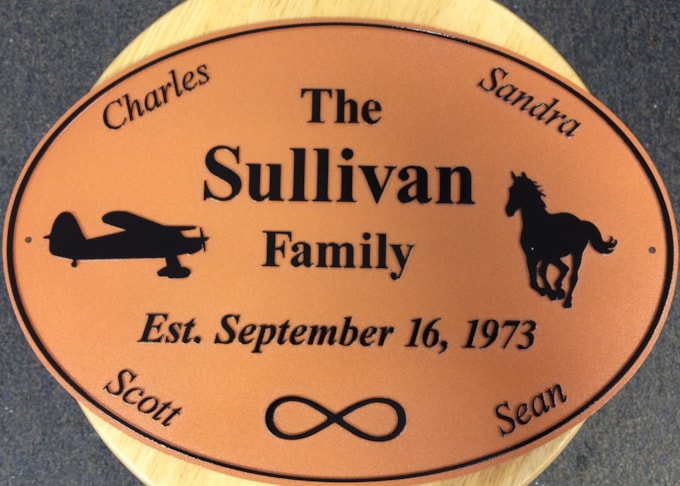 Charles
Sandra
The
Sullivan
Family
Est. September 16, 1973
Scott
Sean